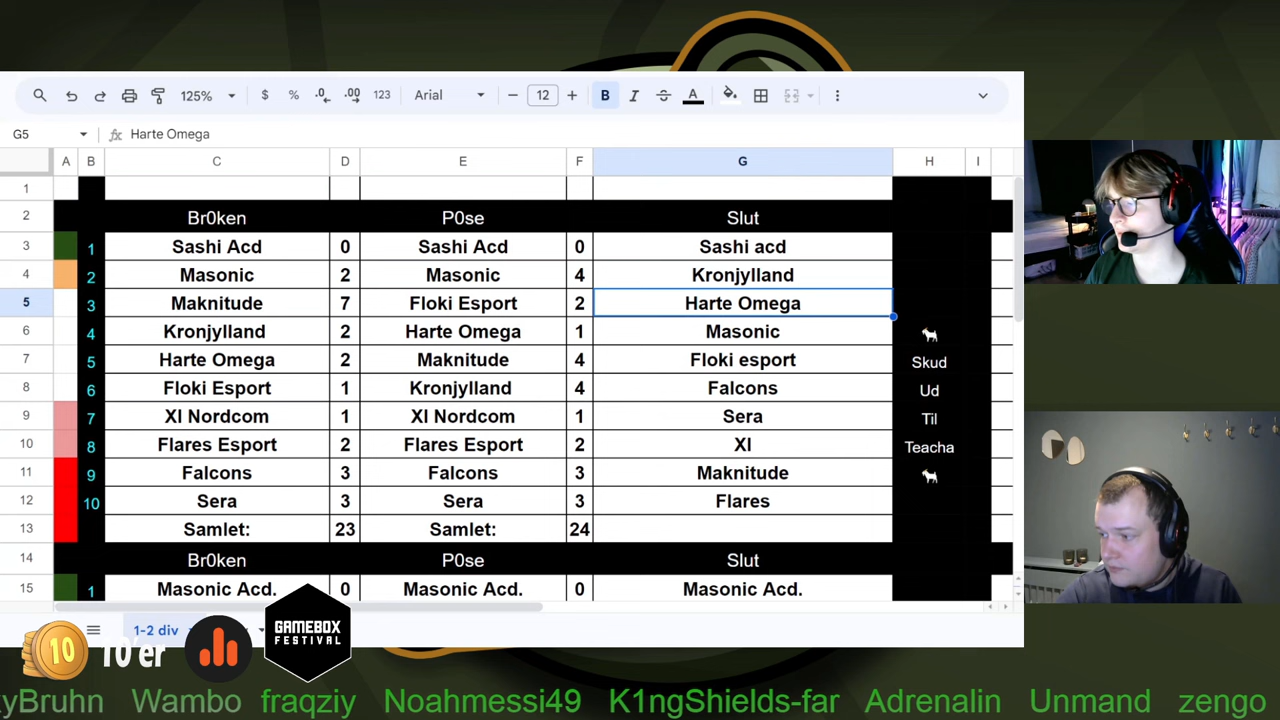 125% $ % .0 .00 123 Arial 12 B I A
G5 fx Harte Omega
A B C D E F G H I
1
2 Br0ken P0se Slut
3 1 Sashi Acd 0 Sashi Acd 0 Sashi acd
4 2 Masonic 2 Masonic 4 Kronjylland
5 3 Maknitude 7 Floki Esport 2 Harte Omega
6 4 Kronjylland 2 Harte Omega 1 Masonic
7 5 Harte Omega 2 Maknitude 4 Floki esport Skud
8 6 Floki Esport 1 Kronjylland 4 Falcons Ud
9 7 XI Nordcom 1 XI Nordcom 1 Sera Til
10 8 Flares Esport 2 Flares Esport 2 XI Teacha
11 9 Falcons 3 Falcons 3 Maknitude
12 10 Sera 3 Sera 3 Flares
13 Samlet: 23 Samlet: 24
14 Br0ken P0se Slut
15 1 Masonic Acd. 0 Masonic Acd. 0 Masonic Acd.
1-2 div
10 10'er
GAMEBOX
FESTIVAL
yBruhn Wambo fraqziy Noahmessi49 K1ngShields-far Adrenalin Unmand zengo